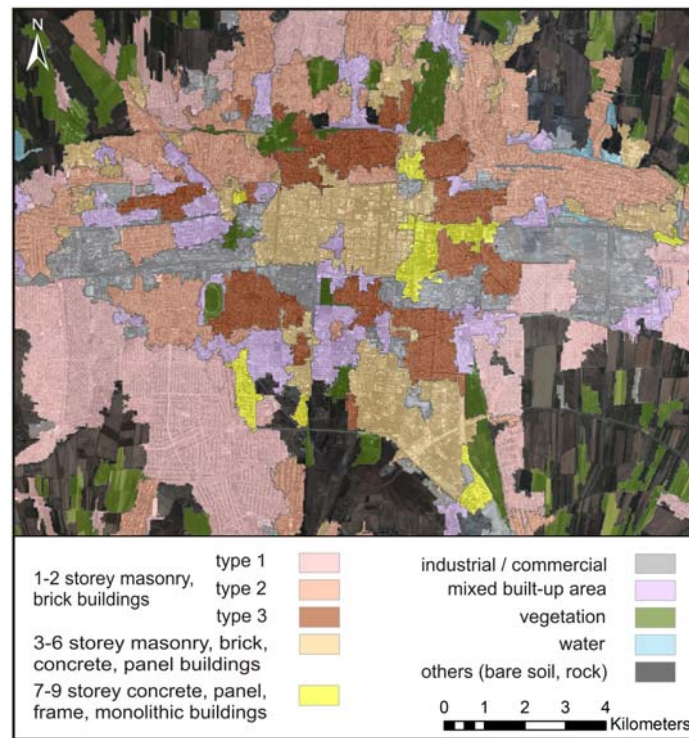 N
1-2 storey masonry,
brick buildings
type 1
type 2
type 3
3-6 storey masonry, brick,
concrete, panel buildings
7-9 storey concrete, panel,
frame, monolithic buildings
industrial / commercial
mixed built-up area
vegetation
water
others (bare soil, rock)
0 1 2 3 4
Kilometers